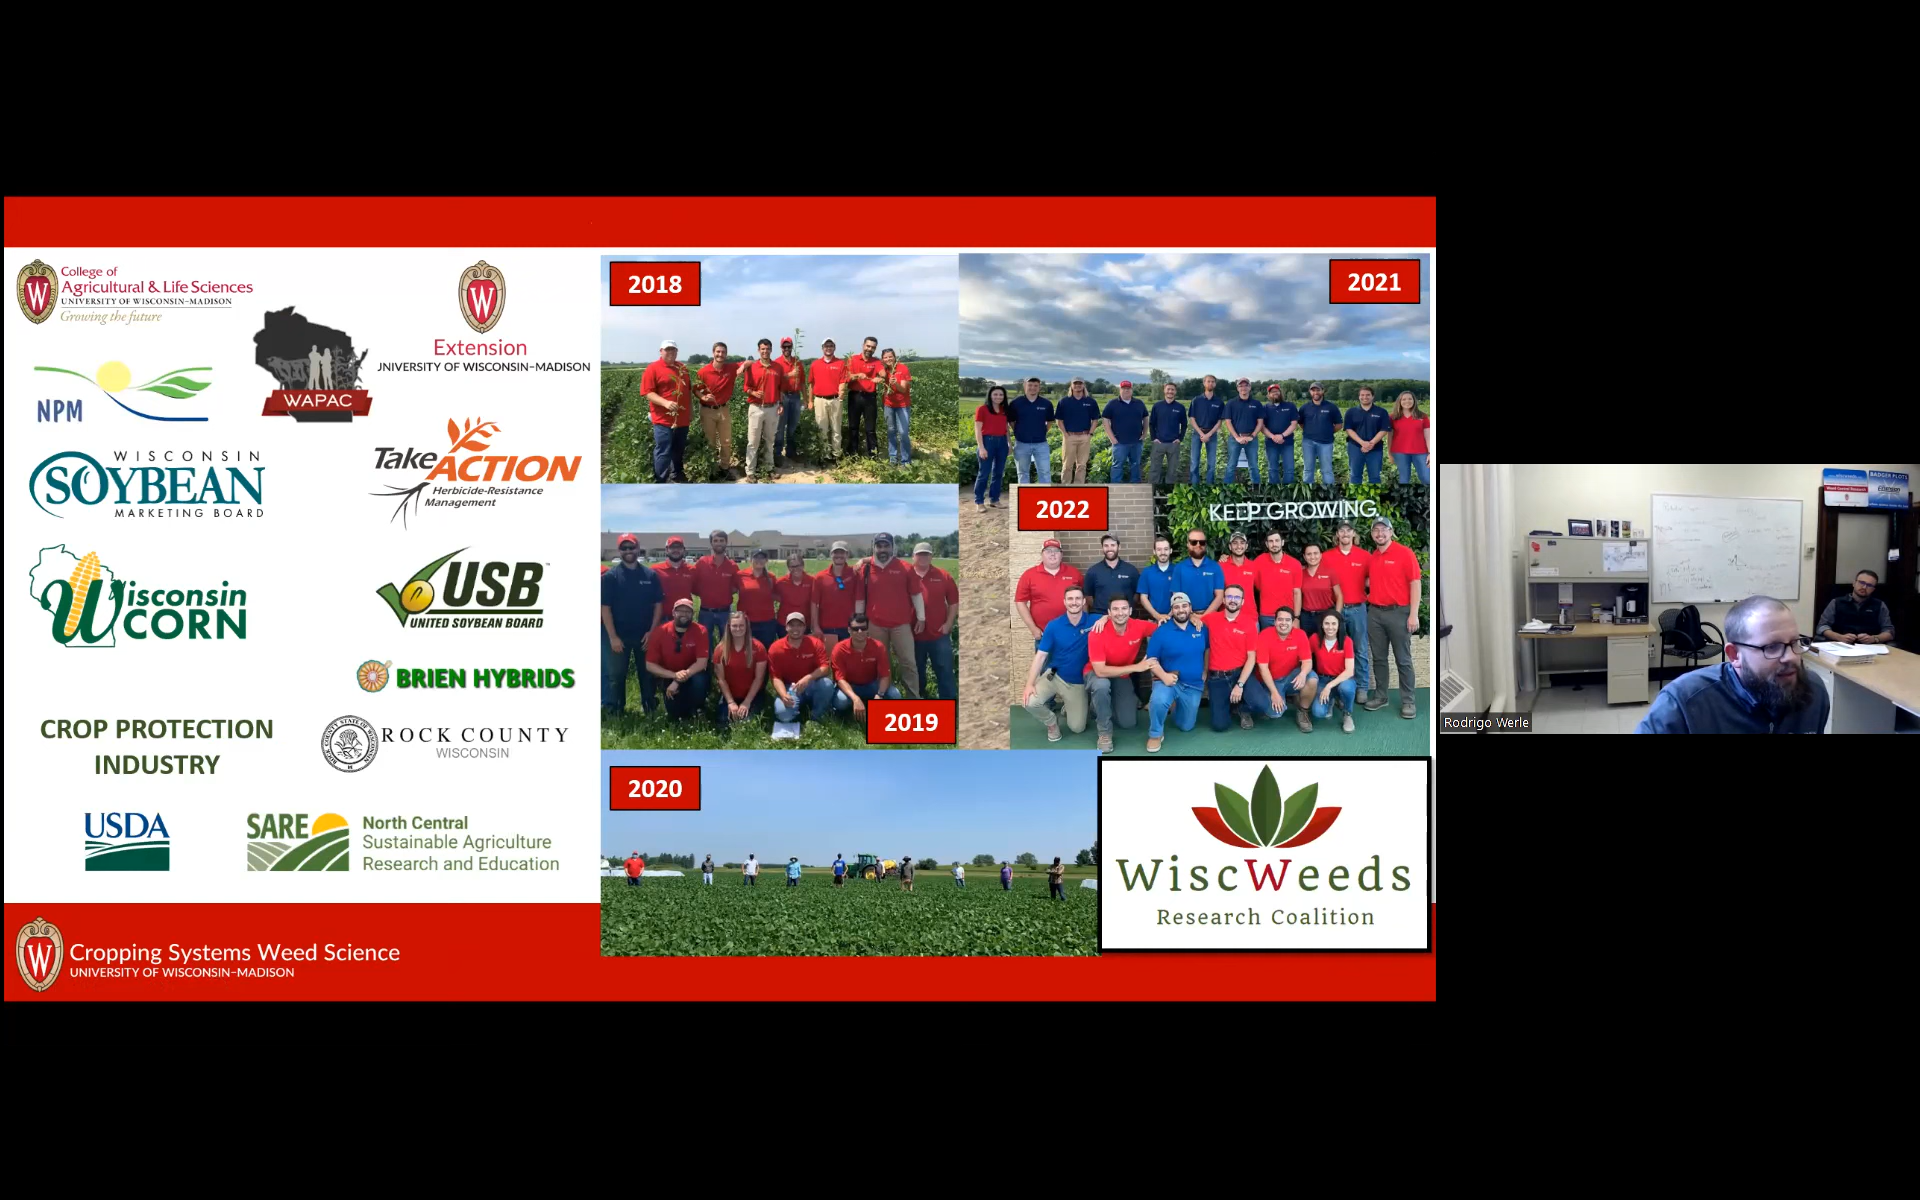 College of
Agricultural & Life Sciences
UNIVERSITY OF WISCONSIN–MADISON
Growing the future
W
Extension
UNIVERSITY OF WISCONSIN–MADISON
NPM
WAPAC
WISCONSIN
SOYBEAN
MARKETING BOARD
Take ACTION
Herbicide-Resistance
Management
Wisconsin
CORN
USB
UNITED SOYBEAN BOARD
BRIEN HYBRIDS
CROP PROTECTION
INDUSTRY
ROCK COUNTY
WISCONSIN
USDA
SARE
North Central
Sustainable Agriculture
Research and Education
W
Cropping Systems Weed Science
UNIVERSITY OF WISCONSIN–MADISON
2018
2021
2022
KEEP GROWING.
2019
2020
WiscWeeds
Research Coalition
BADGER PLOTS
Rodrigo Werle